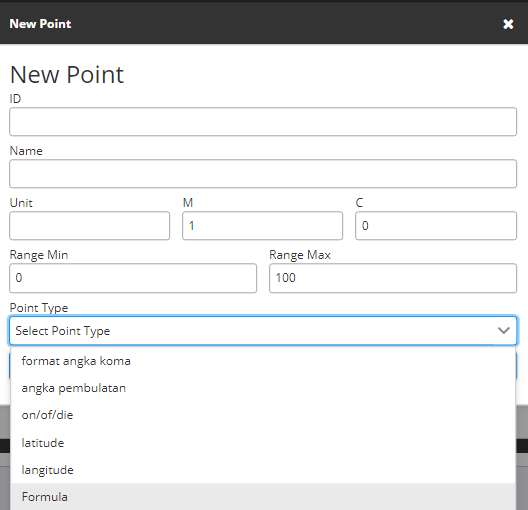 New Point
New Point
ID
Name
Unit M C
1 0
Range Min Range Max
0 100
Point Type
Select Point Type
format angka koma
angka pembulatan
on/of/die
latitude
langitude
Formula